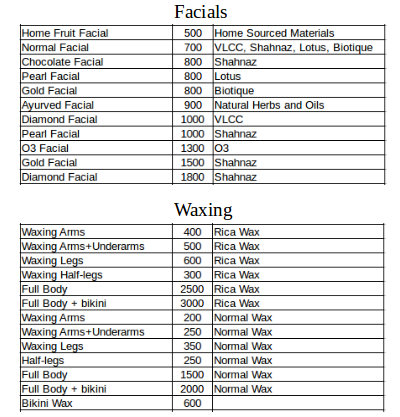 Facials
Home Fruit Facial 500 Home Sourced Materials
Normal Facial 700 VLCC, Shahnaz, Lotus, Biotique
Chocolate Facial 800 Shahnaz
Pearl Facial 800 Lotus
Gold Facial 800 Biotique
Ayurved Facial 900 Natural Herbs and Oils
Diamond Facial 1000 VLCC
Pearl Facial 1000 Shahnaz
O3 Facial 1300 O3
Gold Facial 1500 Shahnaz
Diamond Facial 1800 Shahnaz
Waxing
Waxing Arms 400 Rica Wax
Waxing Arms+Underarms 500 Rica Wax
Waxing Legs 600 Rica Wax
Waxing Half-legs 300 Rica Wax
Full Body 2500 Rica Wax
Full Body + bikini 3000 Rica Wax
Waxing Arms 200 Normal Wax
Waxing Arms+Underarms 250 Normal Wax
Waxing Legs 350 Normal Wax
Half-legs 250 Normal Wax
Full Body 1500 Normal Wax
Full Body + bikini 2000 Normal Wax
Bikini Wax 600